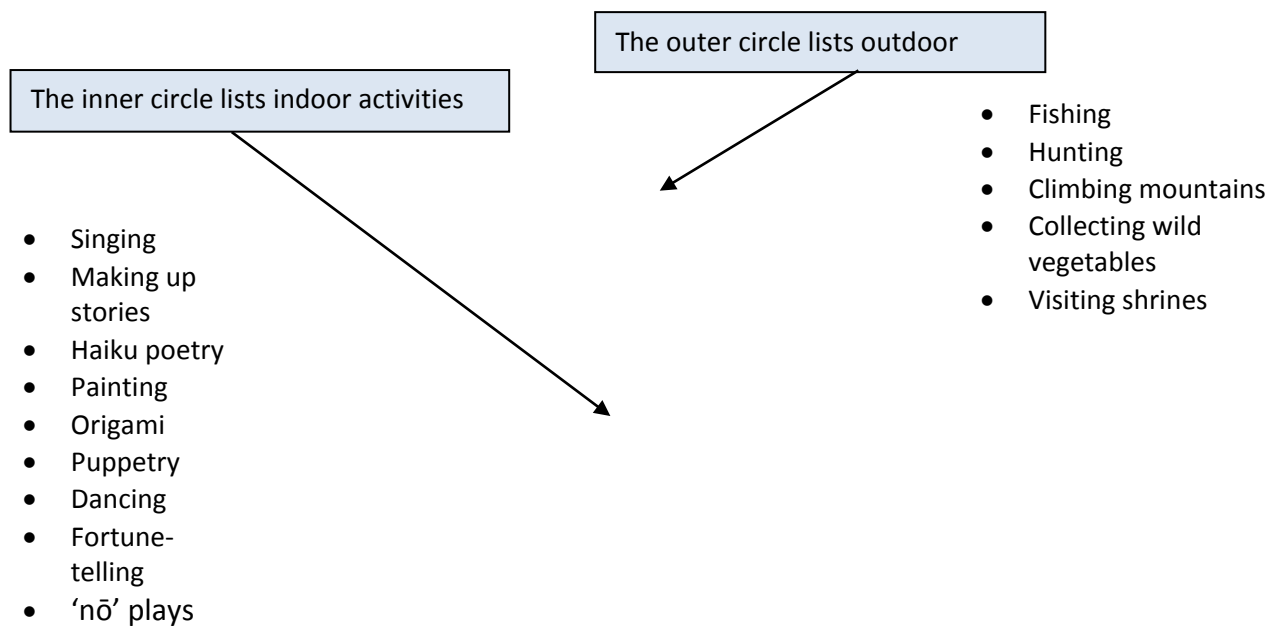 The outer circle lists outdoor
The inner circle lists indoor activities
• Fishing
• Hunting
• Climbing mountains
• Collecting wild
vegetables
• Visiting shrines
• Singing
• Making up
stories
• Haiku poetry
• Painting
• Origami
• Puppetry
• Dancing
• Fortune-
telling
• ‘nō’ plays